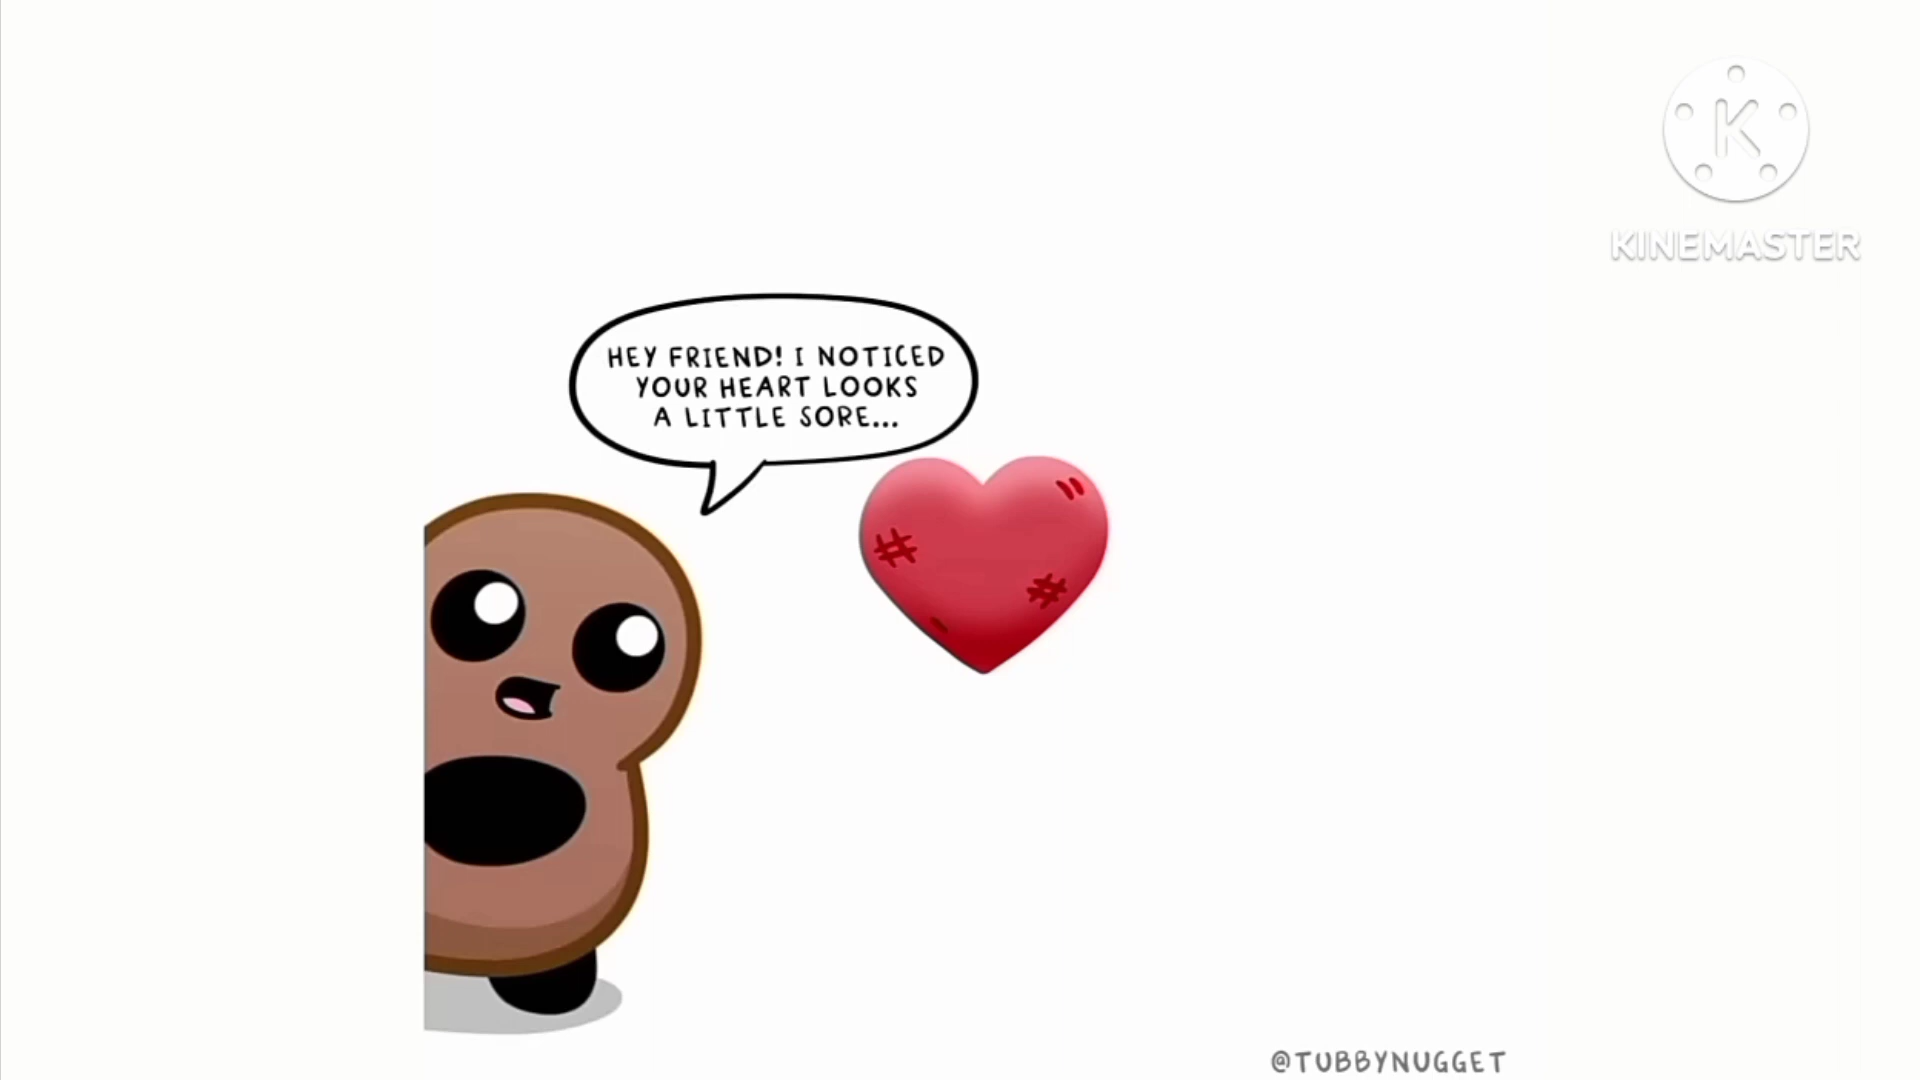 K
KINEMASTER
HEY FRIEND! I NOTICED
YOUR HEART LOOKS
A LITTLE SORE...
@TUBBYNUGGET